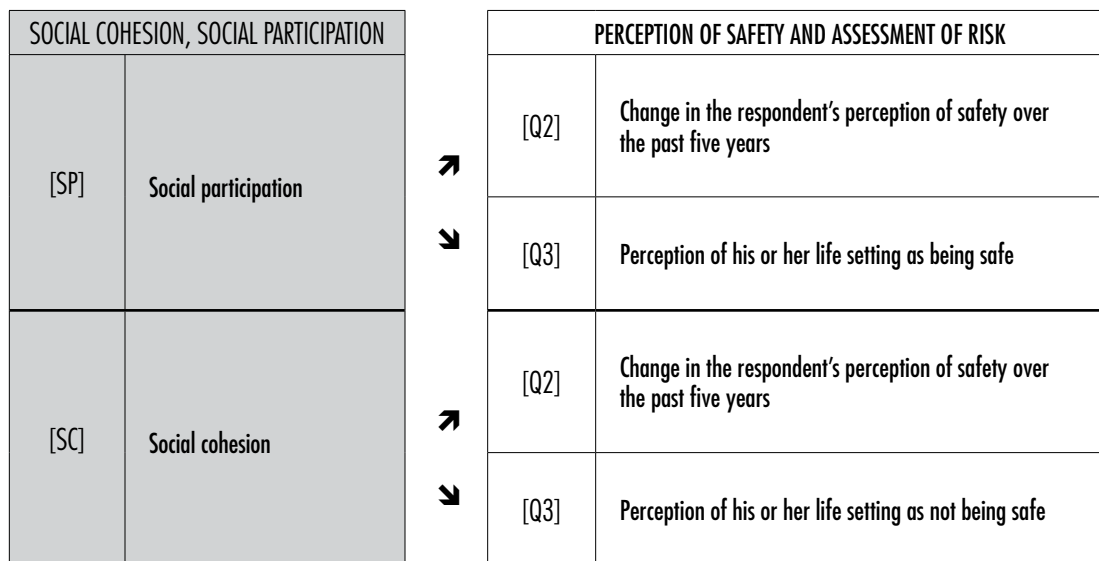 SOCIAL COHESION, SOCIAL PARTICIPATION
PERCEPTION OF SAFETY AND ASSESSMENT OF RISK
[SP]
Social participation
[Q2]
Change in the respondent’s perception of safety over
the past five years
[Q3]
Perception of his or her life setting as being safe
[SC]
Social cohesion
[Q2]
Change in the respondent’s perception of safety over
the past five years
[Q3]
Perception of his or her life setting as not being safe